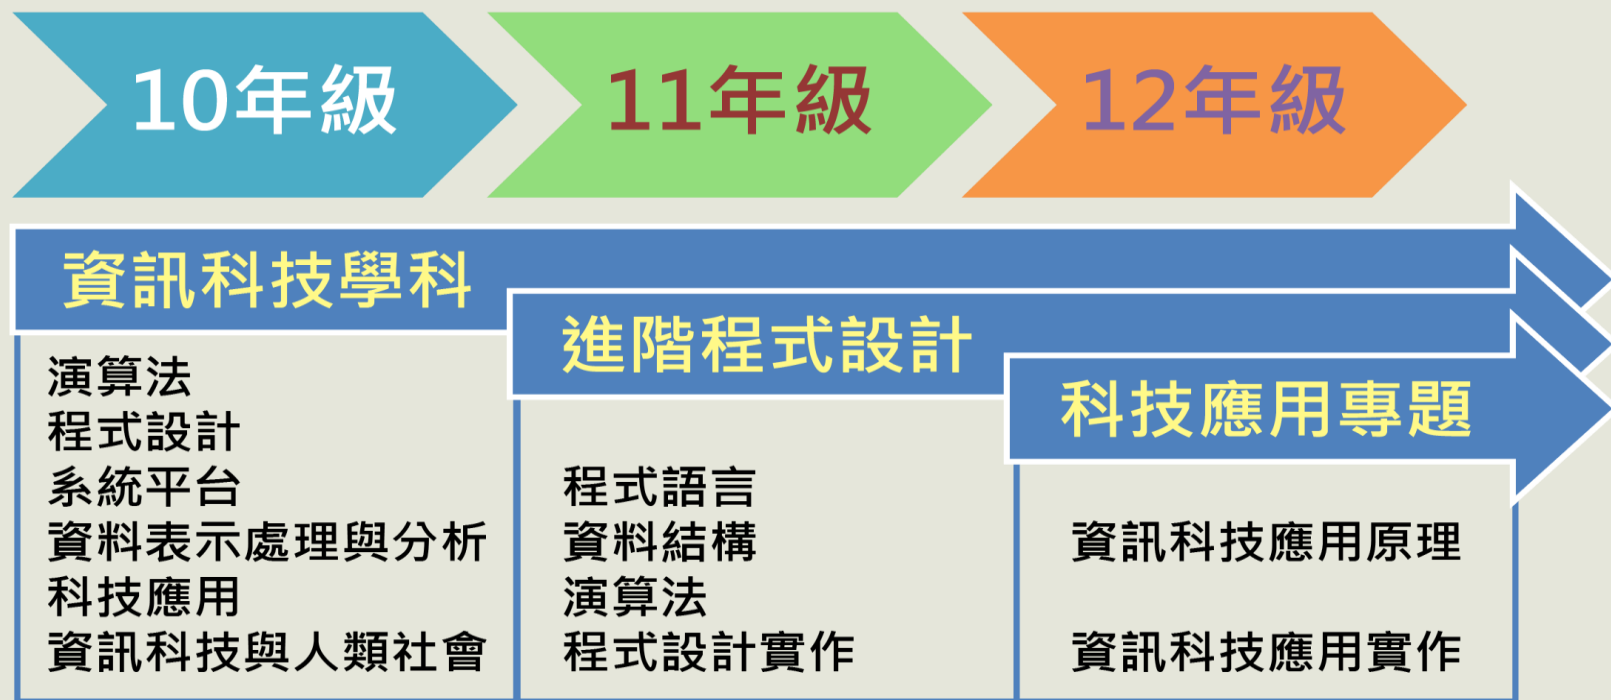 10年級
11年級
12年級
資訊科技學科
演算法
程式設計
系統平台
資料表示處理與分析
科技應用
資訊科技與人類社會
進階程式設計
程式語言
資料結構
演算法
程式設計實作
科技應用專題
資訊科技應用原理
資訊科技應用實作